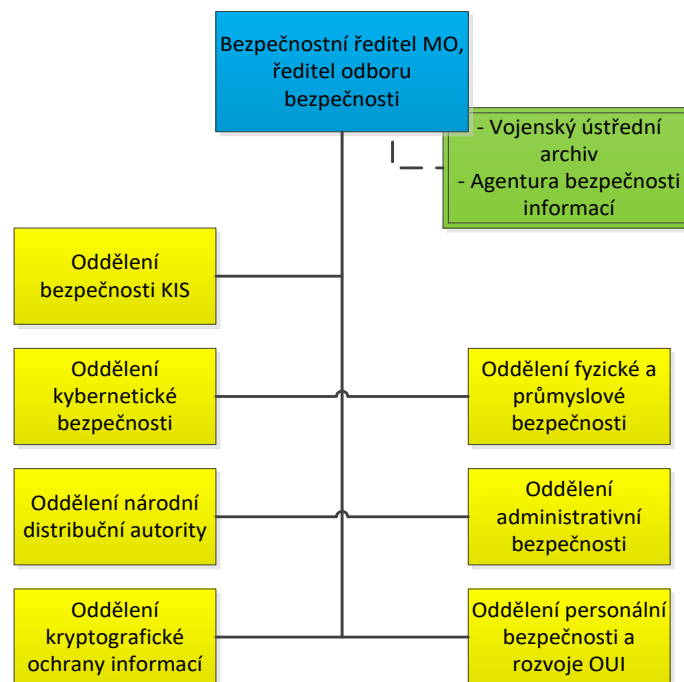 Bezpečnostní ředitel MO,
ředitel odboru
bezpečnosti
- Vojenský ústřední
archiv
- Agentura bezpečnosti
informací
Oddělení
bezpečnosti KIS
Oddělení
kybernetické
bezpečnosti
Oddělení fyzické a
průmyslové
bezpečnosti
Oddělení národní
distribuční autority
Oddělení
administrativní
bezpečnosti
Oddělení
kryptografické
ochrany informací
Oddělení personální
bezpečnosti a
rozvoje OUI